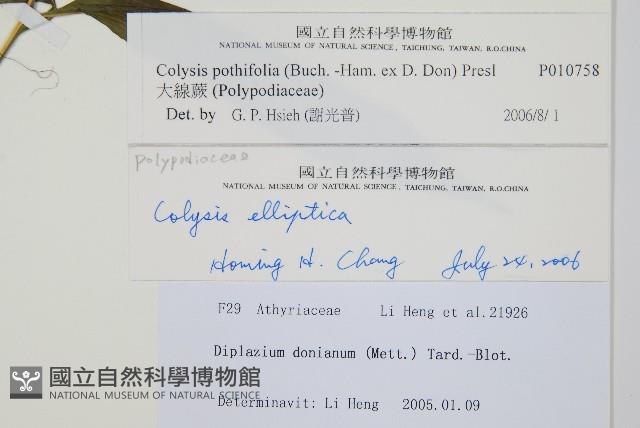 國立自然科學博物館
NATIONAL MUSEUM OF NATURAL SCIENCE, TAICHUNG, TAIWAN, R.O.CHINA
Colysis pothifolia (Buch. -Ham. ex D. Don) Presl P010758
大線蕨 (Polypodiaceae)
Det. by G. P. Hsieh (謝光普) 2006/8/ 1
Polypodiaceae
國立自然科學博物館
NATIONAL MUSEUM OF NATURAL SCIENCE, TAICHUNG, TAIWAN, R.O.CHINA
Colysis elliptica
Homing H. Chang July 24, 2006
F29 Athyriaceae Li Heng et al.21926
Diplazium donianum (Mett.) Tard.-Blot.
Determinavit: Li Heng 2005.01.09
國立自然科學博物館
NATIONAL MUSEUM OF NATURAL SCIENCE